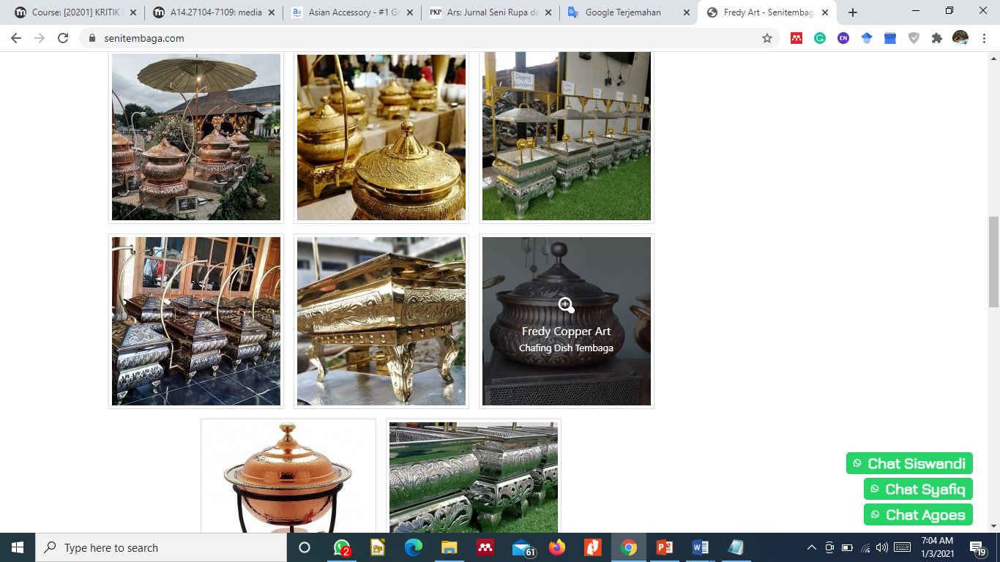 Course: [20201] KRITIK
A14.27104-7109: media
Asian Accessory - #1 Gr
PKP
Ars: Jurnal Seni Rupa da
Google Terjemahan
Fredy Art - Senitembag
senitembaga.com
EN
Daging
Rendang
Fredy Copper Art
Chafing Dish Tembaga
Chat Siswandi
Chat Syafiq
Chat Agoes
Type here to search
2
61
7:04 AM
1/3/2021
19